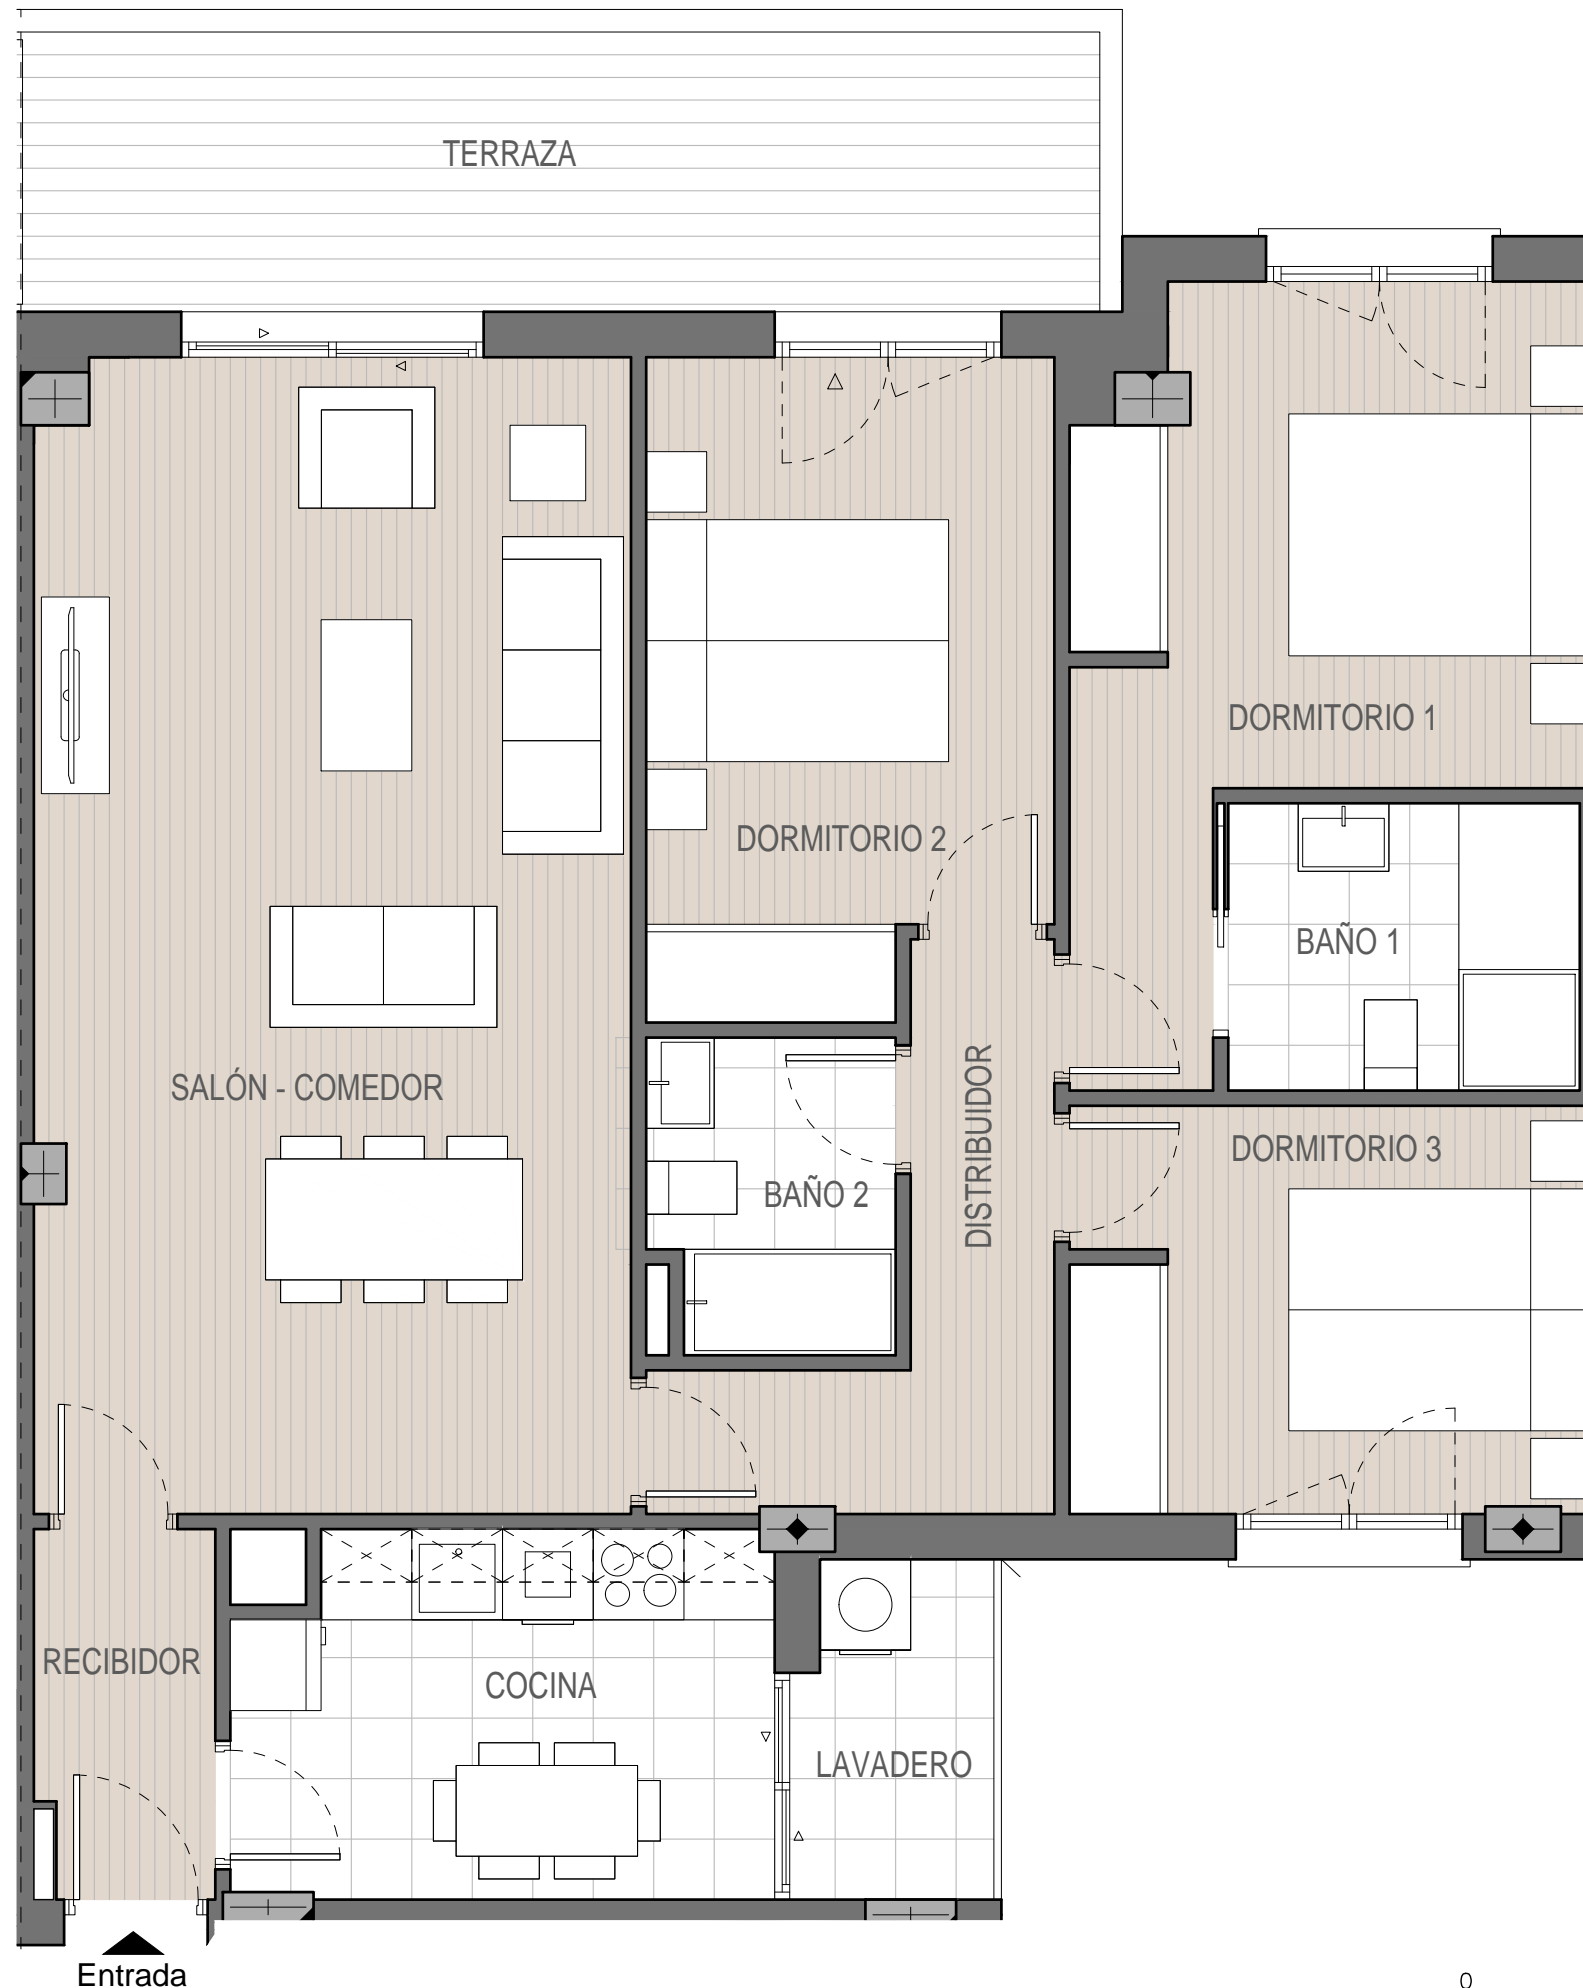 TERRAZA
DORMITORIO 1
DORMITORIO 2
BAÑO 1
SALÓN - COMEDOR
DISTRIBUIDOR
DORMITORIO 3
BAÑO 2
RECIBIDOR
COCINA
LAVADERO
Entrada
0